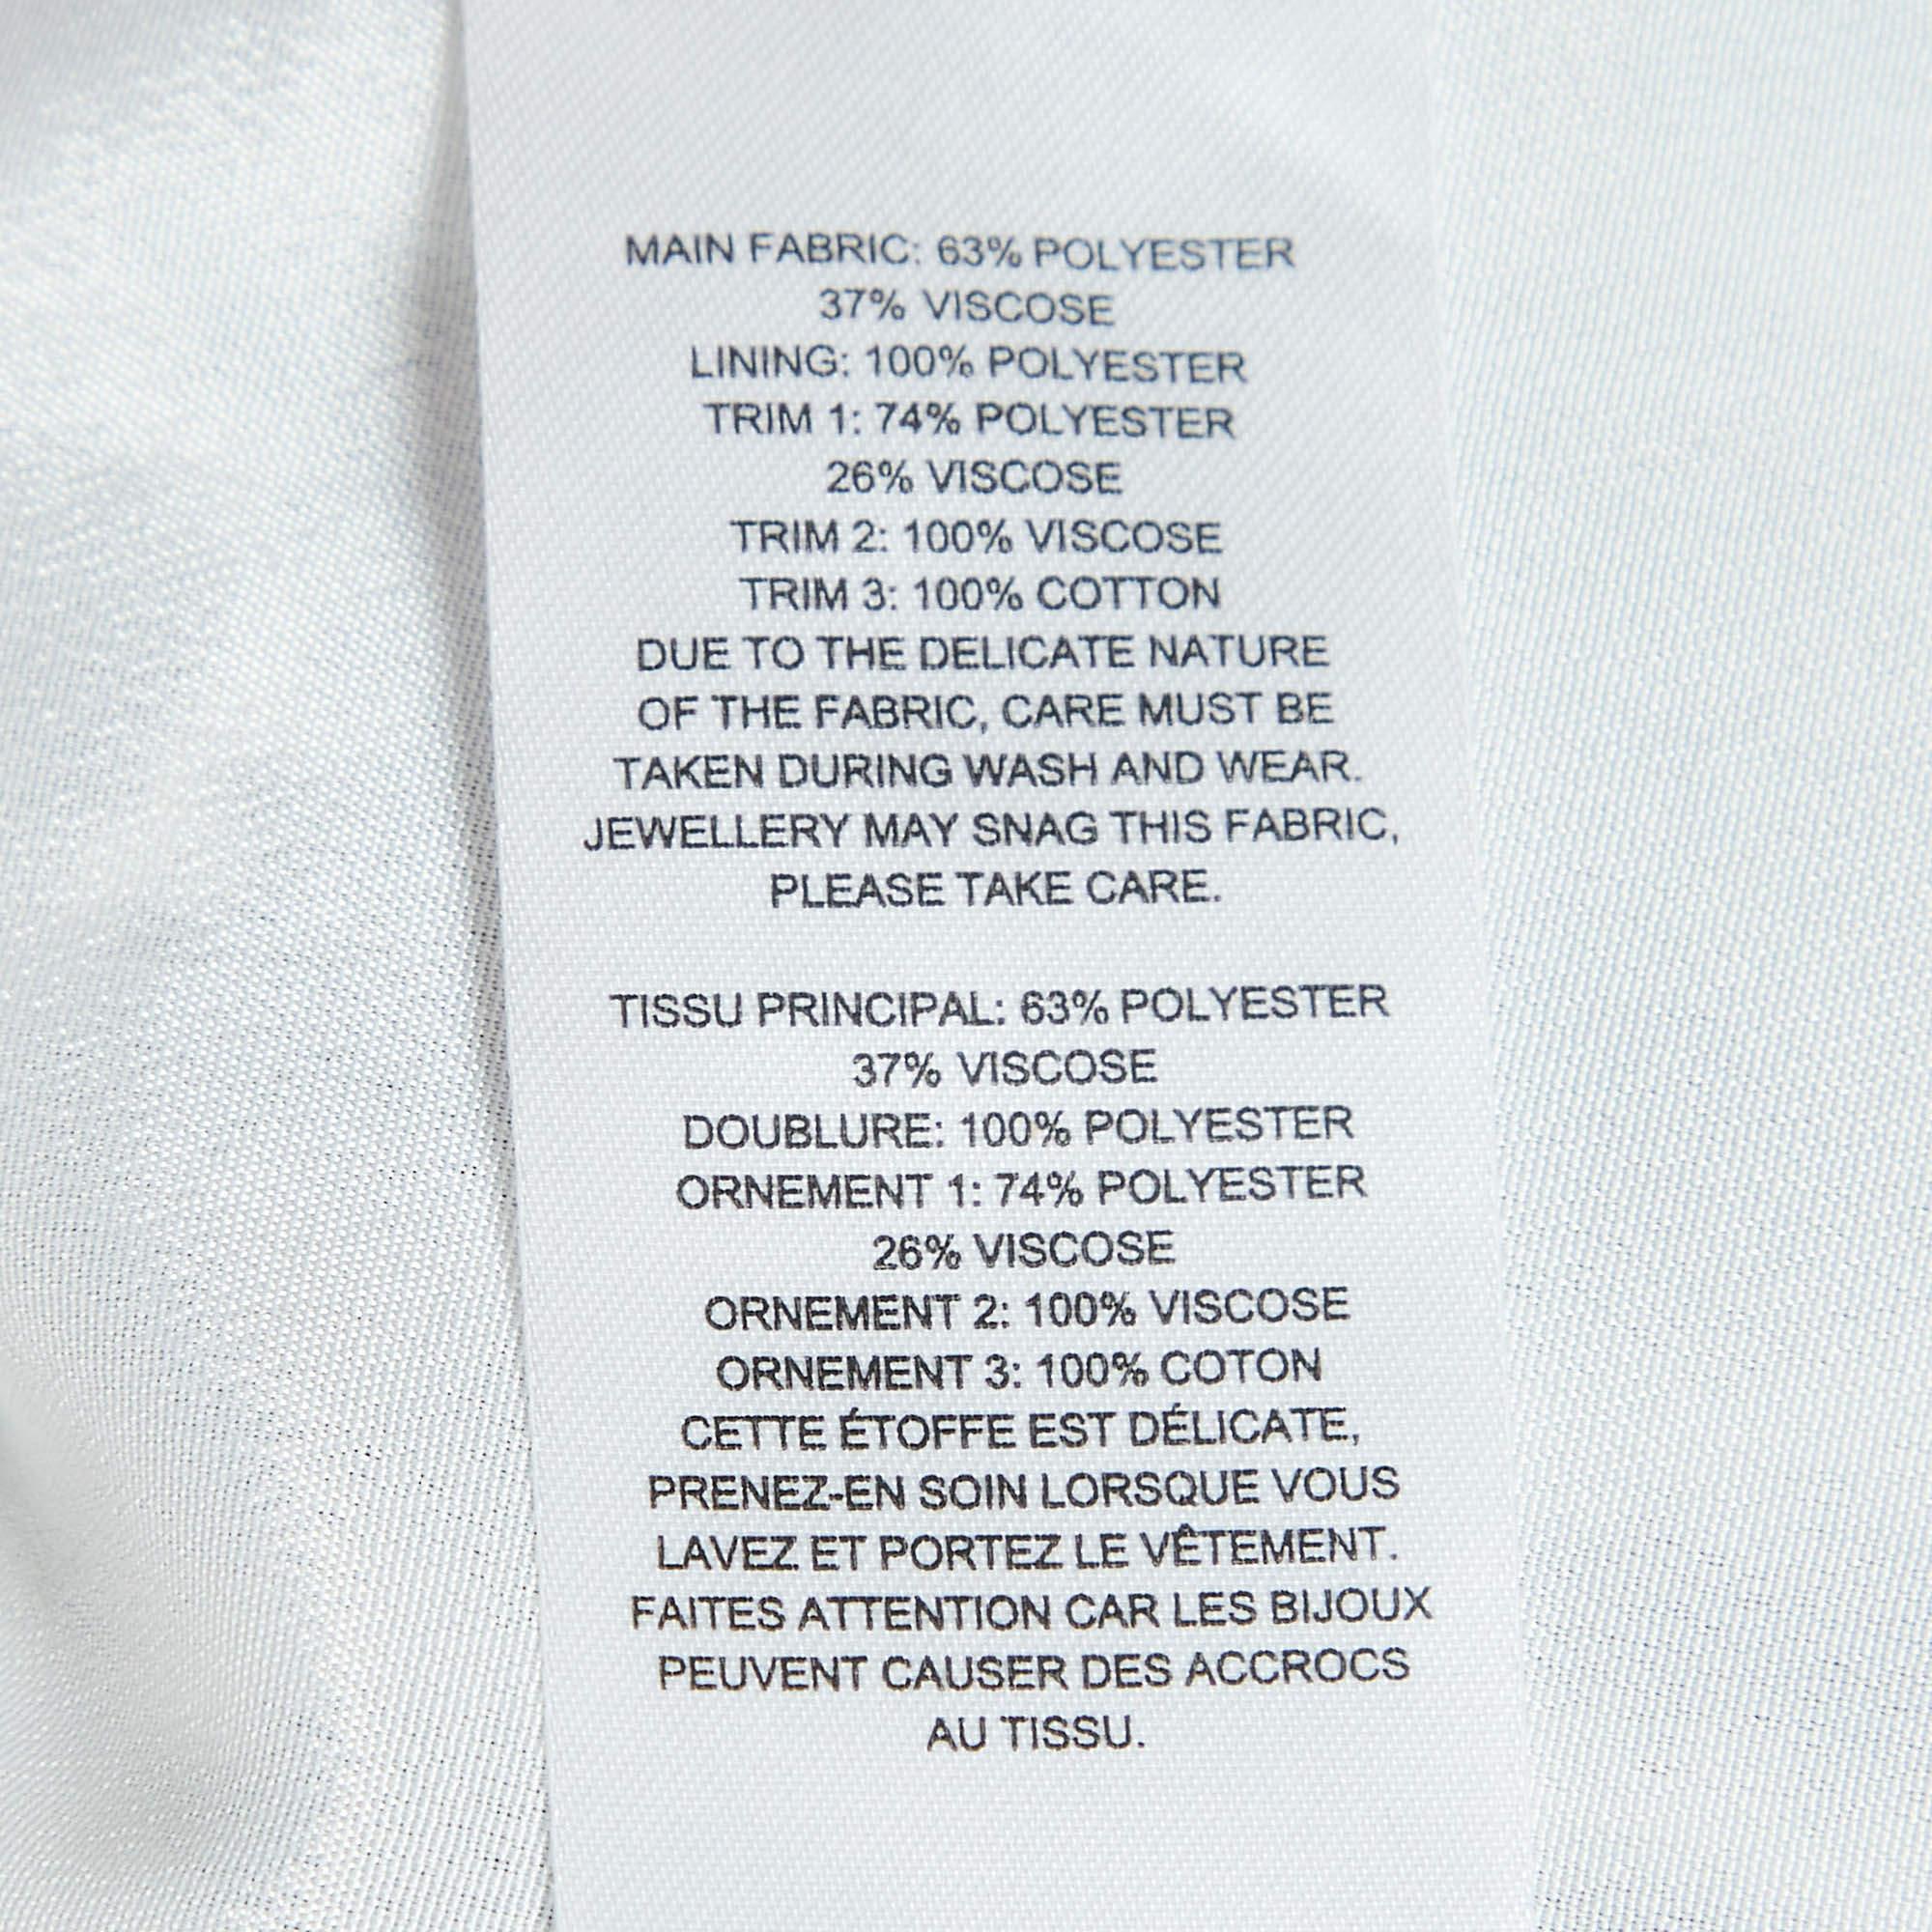 MAIN FABRIC: 63% POLYESTER
37% VISCOSE
LINING: 100% POLYESTER
TRIM 1: 74% POLYESTER
26% VISCOSE
TRIM 2: 100% VISCOSE
TRIM 3: 100% COTTON
DUE TO THE DELICATE NATURE
OF THE FABRIC, CARE MUST BE
TAKEN DURING WASH AND WEAR.
JEWELLERY MAY SNAG THIS FABRIC,
PLEASE TAKE CARE.
TISSU PRINCIPAL: 63% POLYESTER
37% VISCOSE
DOUBLURE: 100% POLYESTER
ORNEMENT 1: 74% POLYESTER
26% VISCOSE
ORNEMENT 2: 100% VISCOSE
ORNEMENT 3: 100% COTON
CETTE ÉTOFFE EST DÉLICATE,
PRENEZ-EN SOIN LORSQUE VOUS
LAVEZ ET PORTEZ LE VÊTEMENT.
FAITES ATTENTION CAR LES BIJOUX
PEUVENT CAUSER DES ACCROCS
AU TISSU.